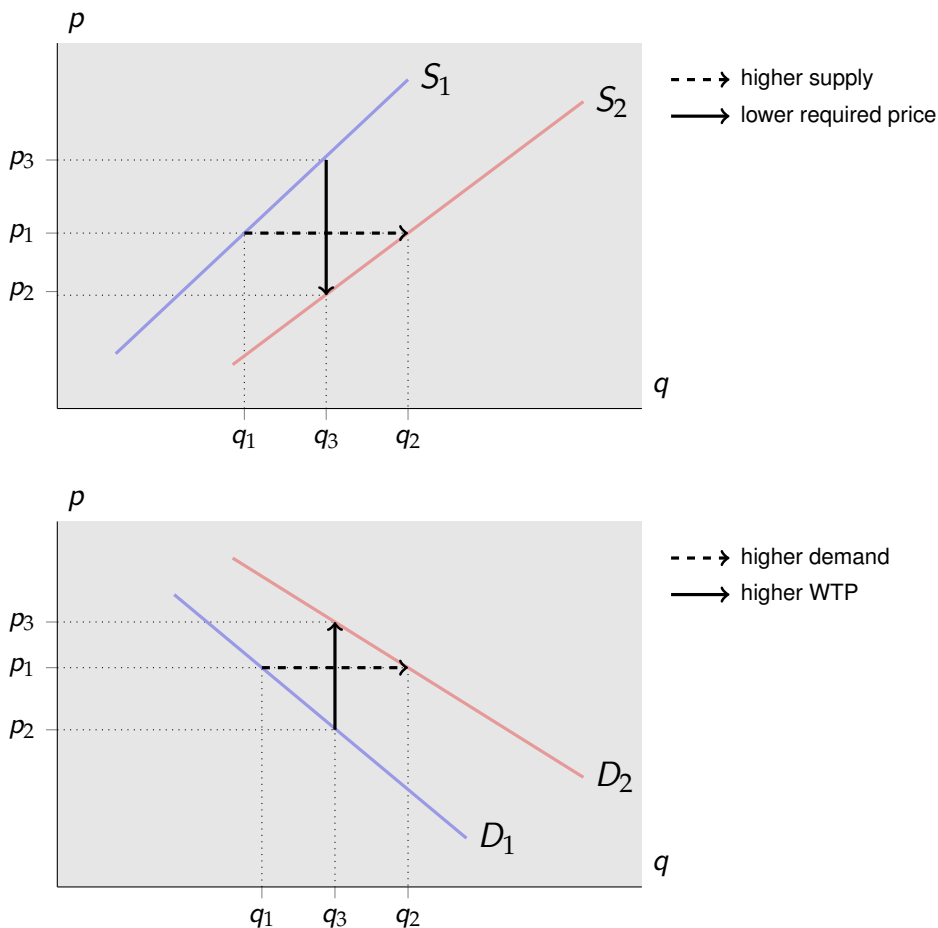 p
S₁
S₂
higher supply
lower required price
p₃
p₁
p₂
q
q₁ q₃ q₂
p
higher demand
higher WTP
p₃
p₁
p₂
D₂
D₁
q
q₁ q₃ q₂